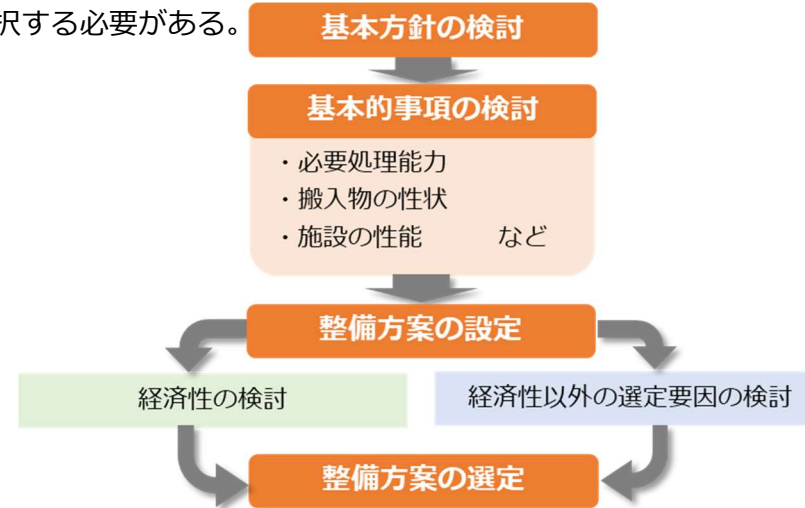 択する必要がある。
基本方針の検討
基本的事項の検討
・必要処理能力
・搬入物の性状
・施設の性能 など
整備方案の設定
経済性の検討
経済性以外の選定要因の検討
整備方案の選定